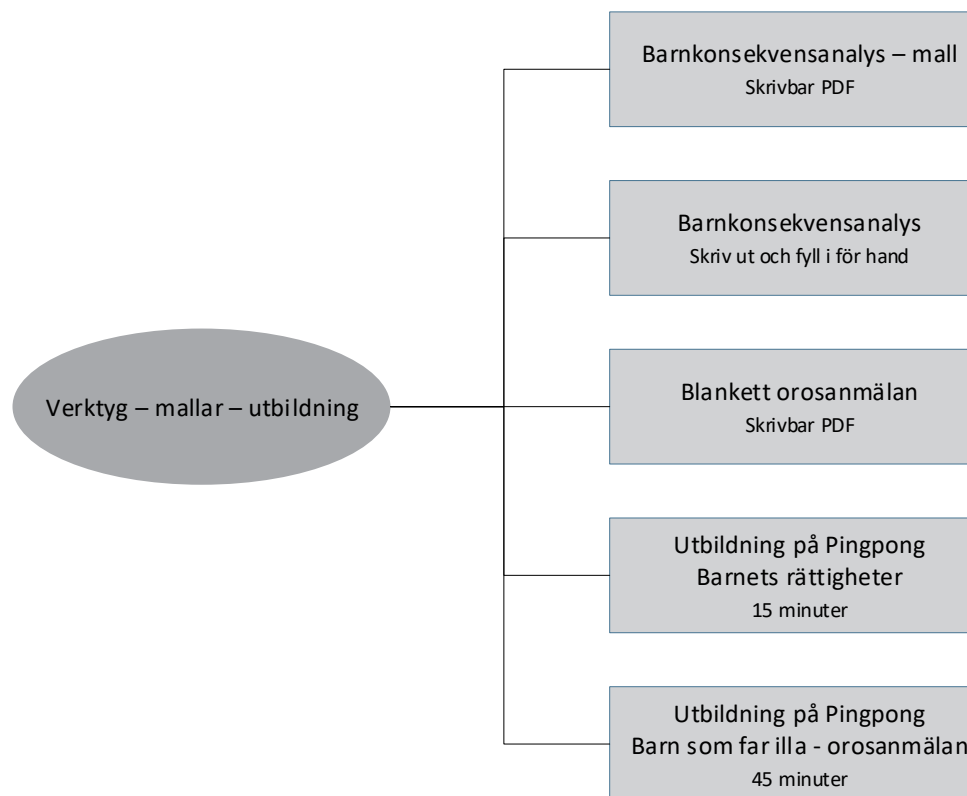 Barnkonsekvensanalys – mall
Skrivbar PDF
Barnkonsekvensanalys
Skriv ut och fyll i för hand
Verktyg – mallar – utbildning
Blankett orosanmälan
Skrivbar PDF
Utbildning på Pingpong
Barnets rättigheter
15 minuter
Utbildning på Pingpong
Barn som far illa - orosanmälan
45 minuter